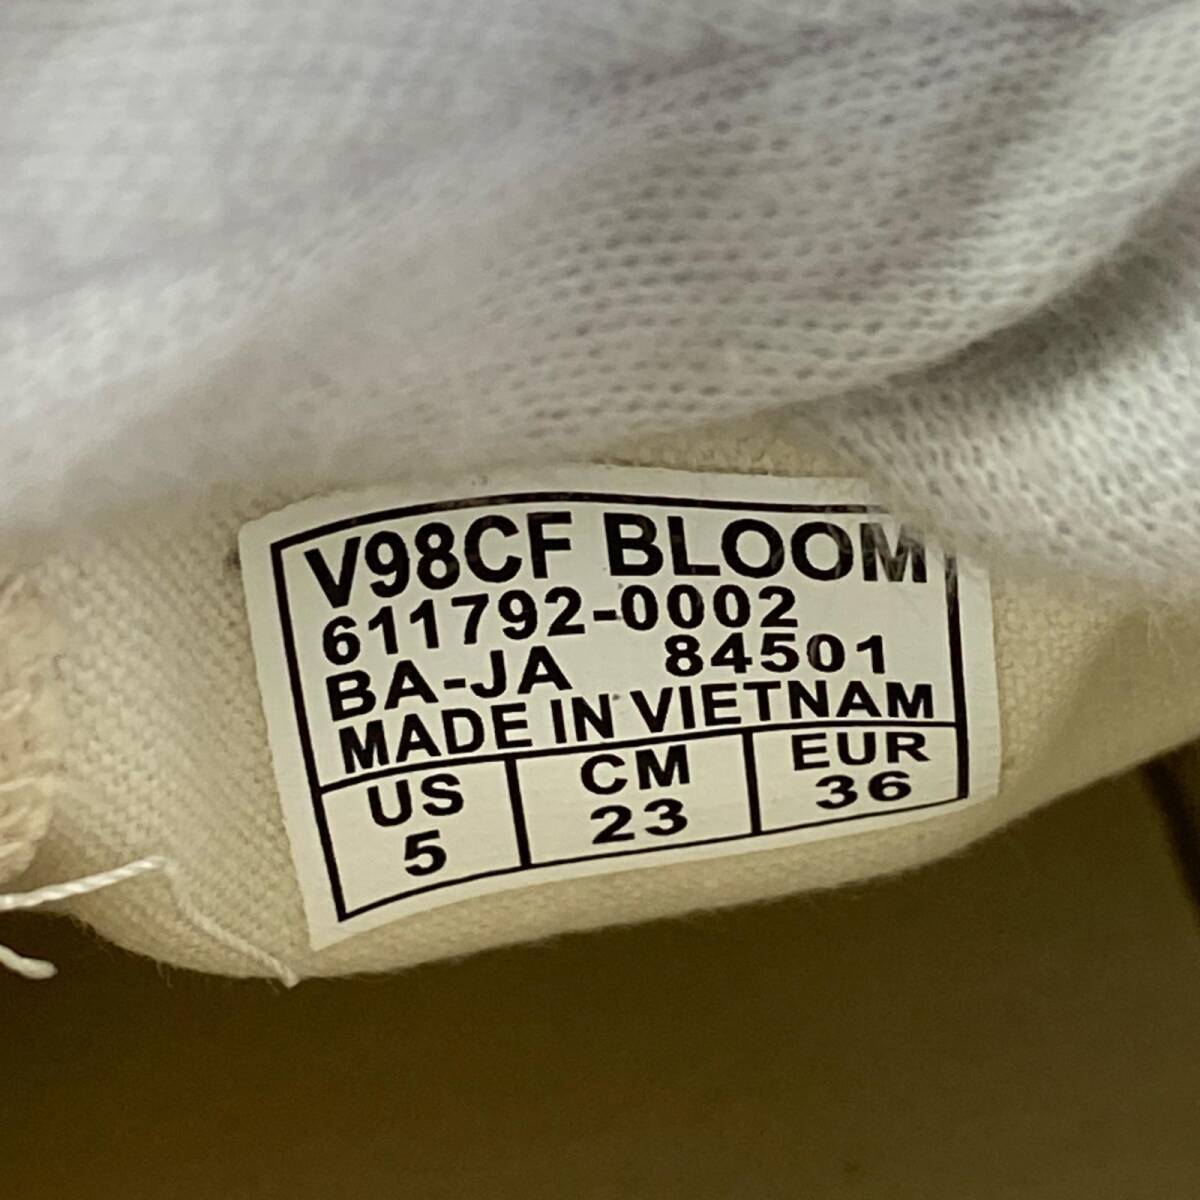 V98CF BLOOM
611792-0002
BA-JA 84501
MADE IN VIETNAM
US CM EUR
5 23 36